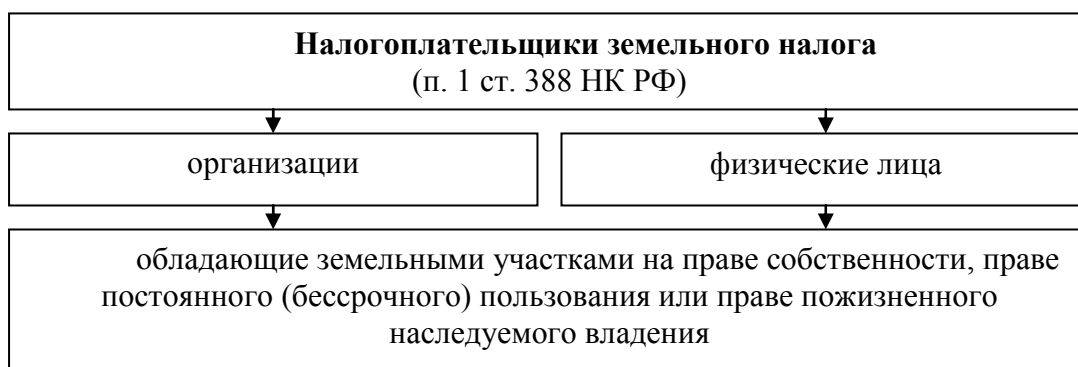 Налогоплательщики земельного налога
(п. 1 ст. 388 НК РФ)
организации
физические лица
обладающие земельными участками на праве собственности, праве
постоянного (бессрочного) пользования или праве пожизненного
наследуемого владения